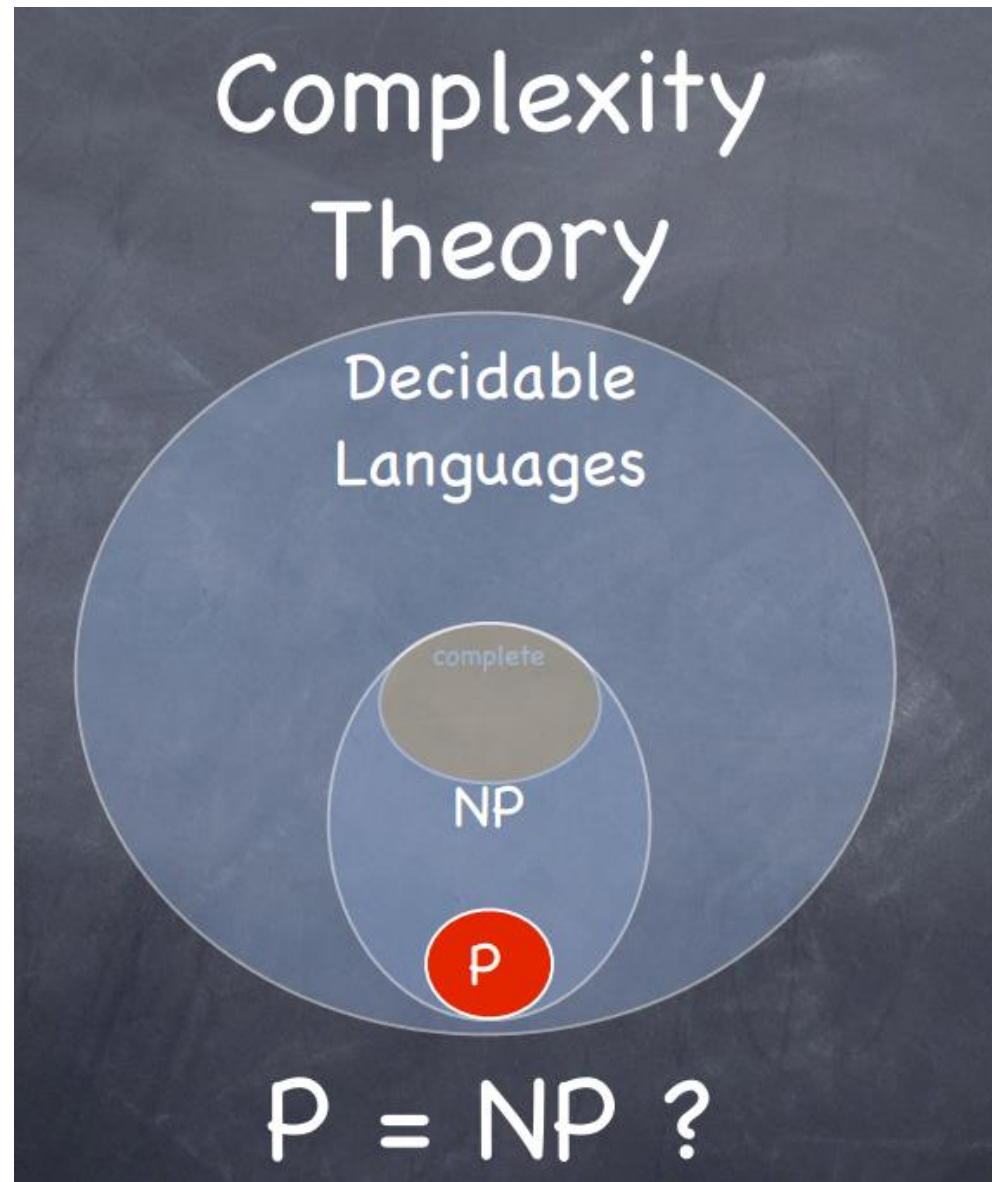 Complexity
Theory
Decidable
Languages
complete
NP
P
P = NP ?